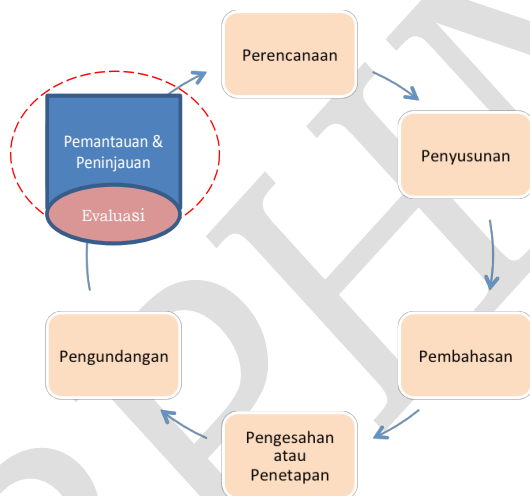 Perencanaan
Penyusunan
Pembahasan
Pengesahan
atau
Penetapan
Pengundangan
Pemantauan &
Peninjauan
Evaluasi